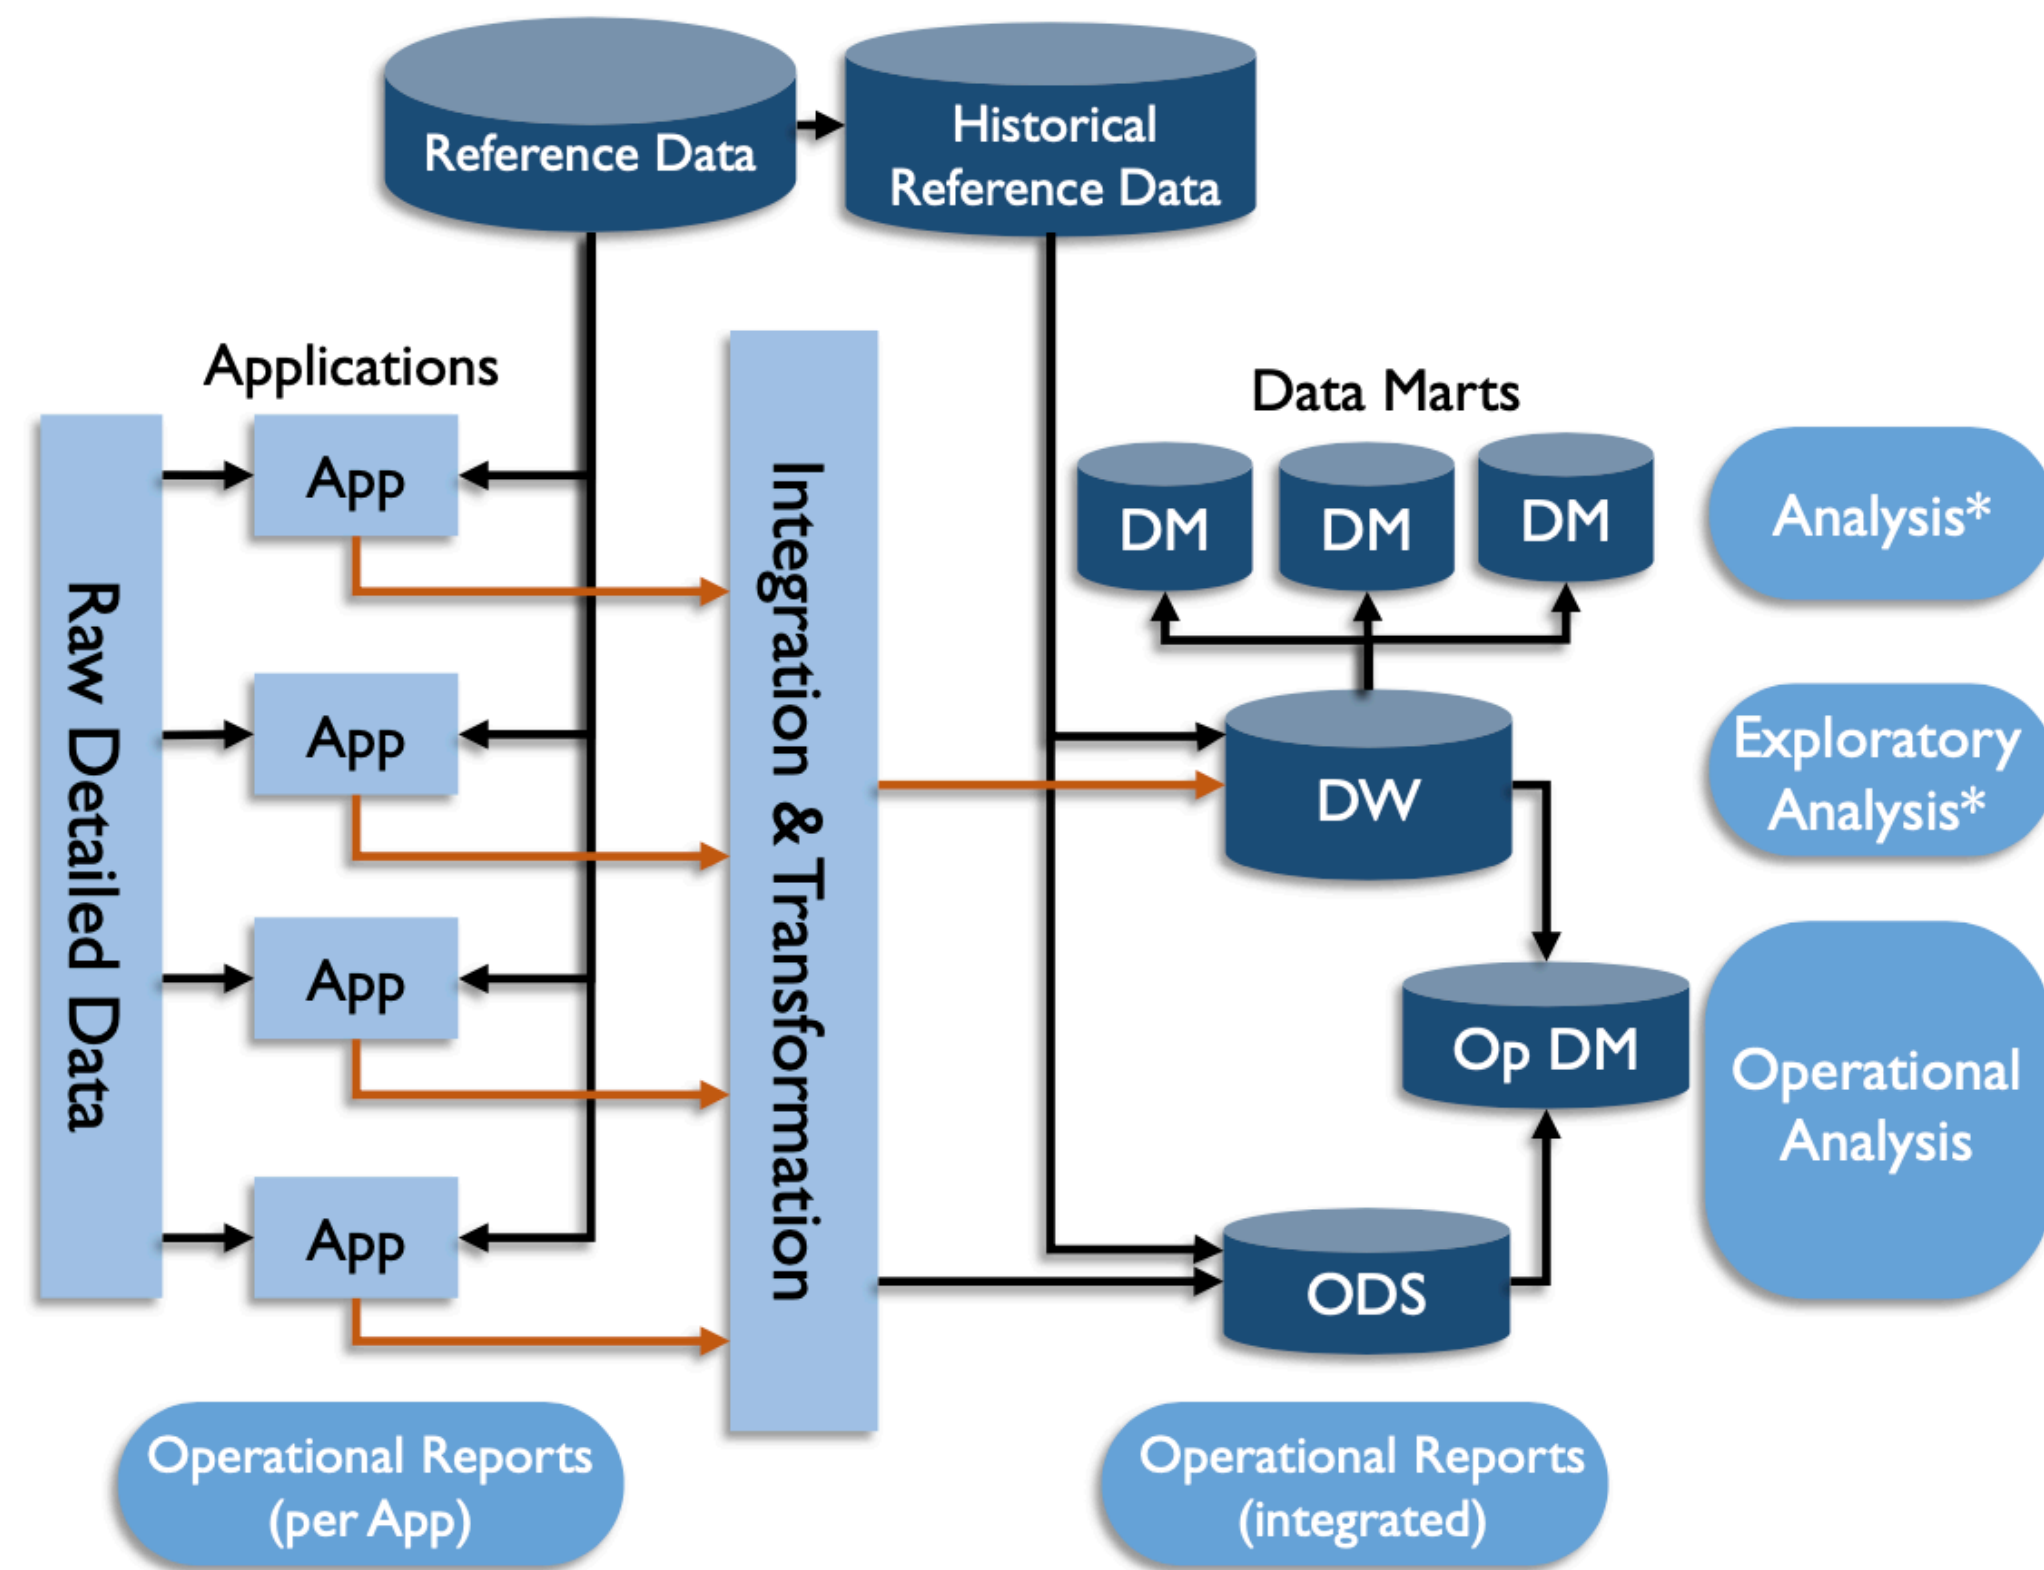 Reference Data
Historical
Reference Data
Applications
Data Marts
Raw Detailed Data
App
App
App
App
Integration & Transformation
DM
DM
DM
Analysis*
DW
Exploratory
Analysis*
Op DM
Operational
Analysis
ODS
Operational Reports
(per App)
Operational Reports
(integrated)